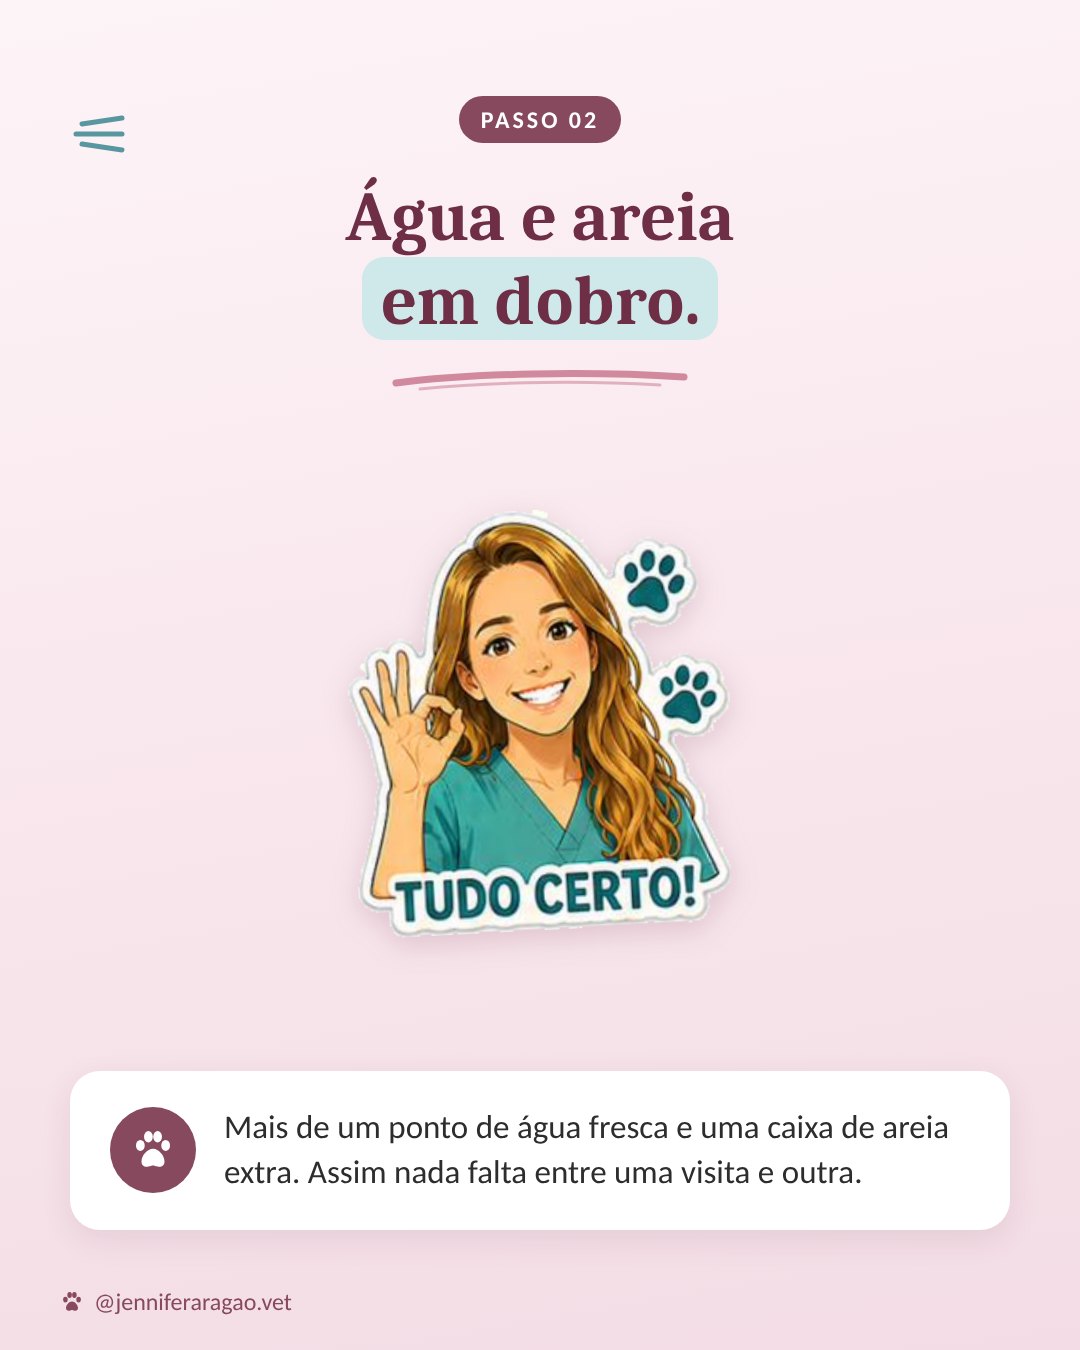 PASSO 02
Água e areia
em dobro.
TUDO CERTO!
Mais de um ponto de água fresca e uma caixa de areia
extra. Assim nada falta entre uma visita e outra.
@jenniferaragao.vet